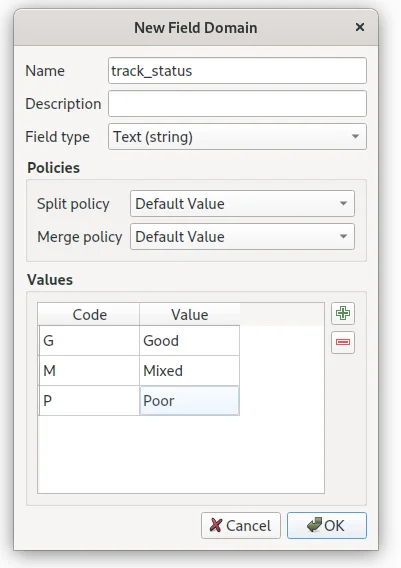 New Field Domain
Name track_status
Description
Field type Text (string)
Policies
Split policy Default Value
Merge policy Default Value
Values
Code Value
G Good
M Mixed
P Poor
Cancel OK